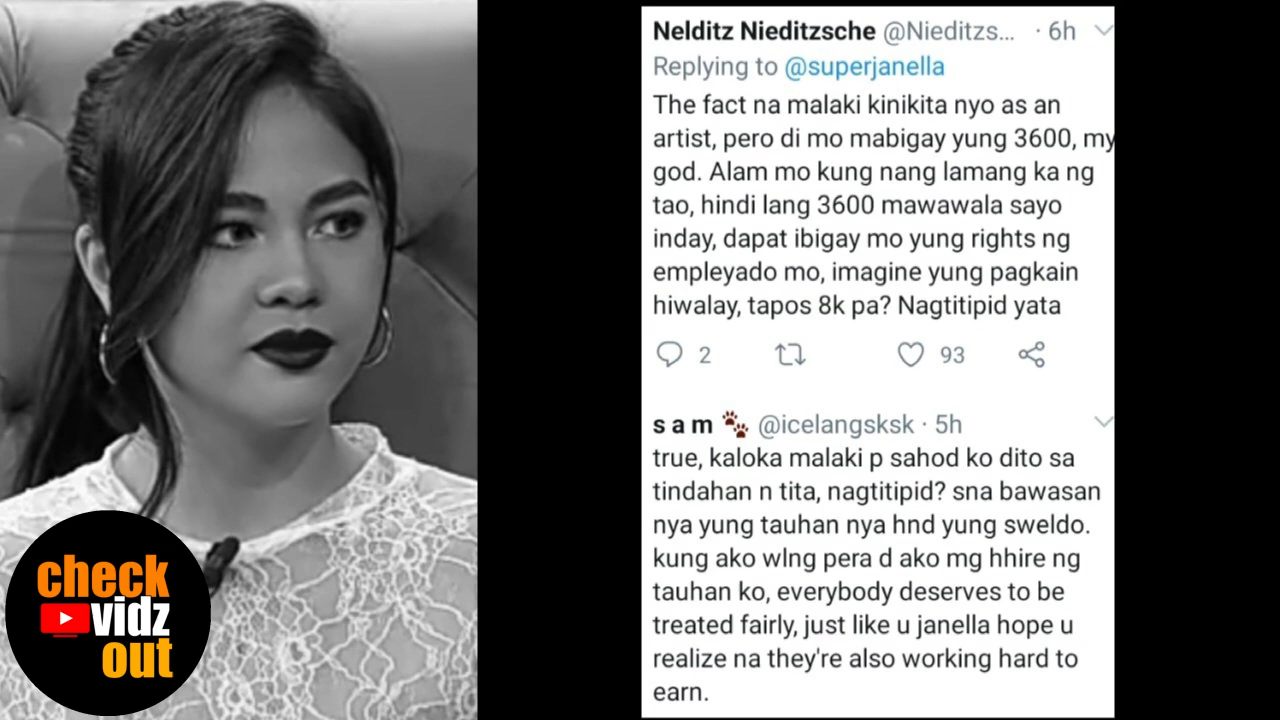 check
vidz
out
Nelditz Nieditzsche @Nieditzs... · 6h
Replying to @superjanella
The fact na malaki kinikita nyo as an
artist, pero di mo mabigay yung 3600, my
god. Alam mo kung nang lamang ka ng
tao, hindi lang 3600 mawawala sayo
inday, dapat ibigay mo yung rights ng
empleyado mo, imagine yung pagkain
hiwalay, tapos 8k pa? Nagtitipid yata
2 93
s a m @icelangsksk · 5h
true, kaloka malaki p sahod ko dito sa
tindahan n tita, nagtitipid? sna bawasan
nya yung tauhan nya hnd yung sweldo.
kung ako wlng pera d ako mg hhire ng
tauhan ko, everybody deserves to be
treated fairly, just like u janella hope u
realize na they're also working hard to
earn.